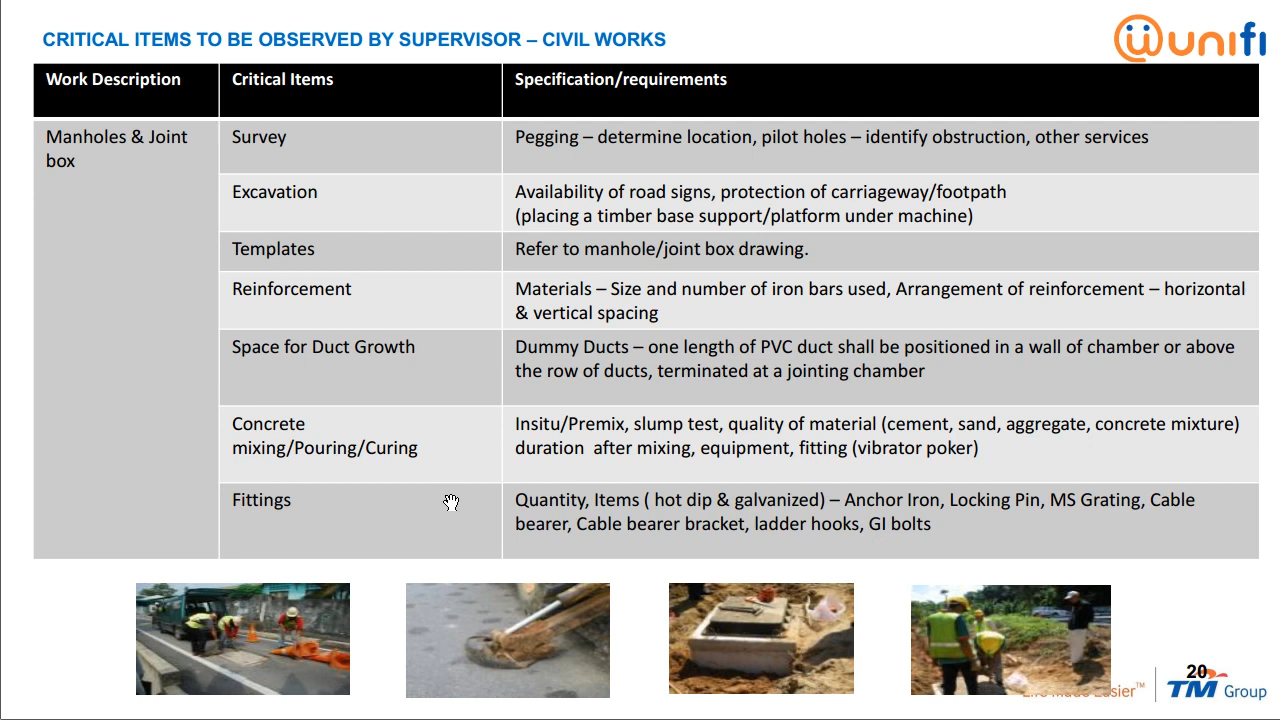 CRITICAL ITEMS TO BE OBSERVED BY SUPERVISOR – CIVIL WORKS
unifi
Work Description
Critical Items
Specification/requirements
Manholes & Joint
box
Survey
Pegging – determine location, pilot holes – identify obstruction, other services
Excavation
Availability of road signs, protection of carriageway/footpath
(placing a timber base support/platform under machine)
Templates
Refer to manhole/joint box drawing.
Reinforcement
Materials – Size and number of iron bars used, Arrangement of reinforcement – horizontal
& vertical spacing
Space for Duct Growth
Dummy Ducts – one length of PVC duct shall be positioned in a wall of chamber or above
the row of ducts, terminated at a jointing chamber
Concrete
mixing/Pouring/Curing
Insitu/Premix, slump test, quality of material (cement, sand, aggregate, concrete mixture)
duration  after mixing, equipment, fitting (vibrator poker)
Fittings
Quantity, Items ( hot dip & galvanized) – Anchor Iron, Locking Pin, MS Grating, Cable
bearer, Cable bearer bracket, ladder hooks, GI bolts
20
Life Made Easier™
TM Group